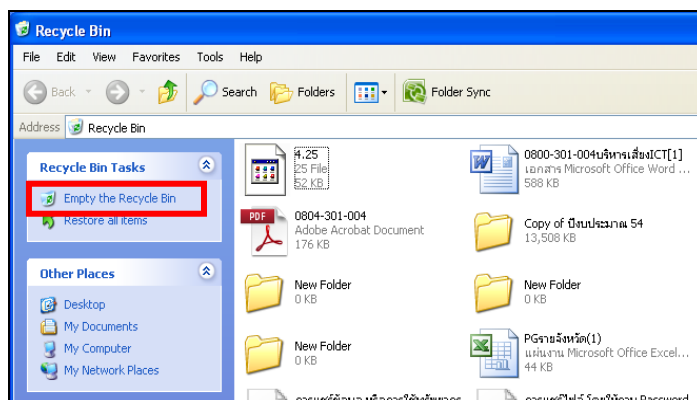 Recycle Bin
File Edit View Favorites Tools Help
Back Search Folders Folder Sync
Address Recycle Bin
Recycle Bin Tasks
Empty the Recycle Bin
Restore all items
Other Places
Desktop
My Documents
My Computer
My Network Places
4.25
25 File
52 KB
0800-301-004บริหารเสี่ยงICT[1]
เอกสาร Microsoft Office Word ...
588 KB
PDF
0804-301-004
Adobe Acrobat Document
176 KB
Copy of ปีงบประมาณ 54
13,508 KB
New Folder
0 KB
New Folder
0 KB
New Folder
0 KB
PGรายจังหวัด(1)
แผ่นงาน Microsoft Office Excel...
44 KB